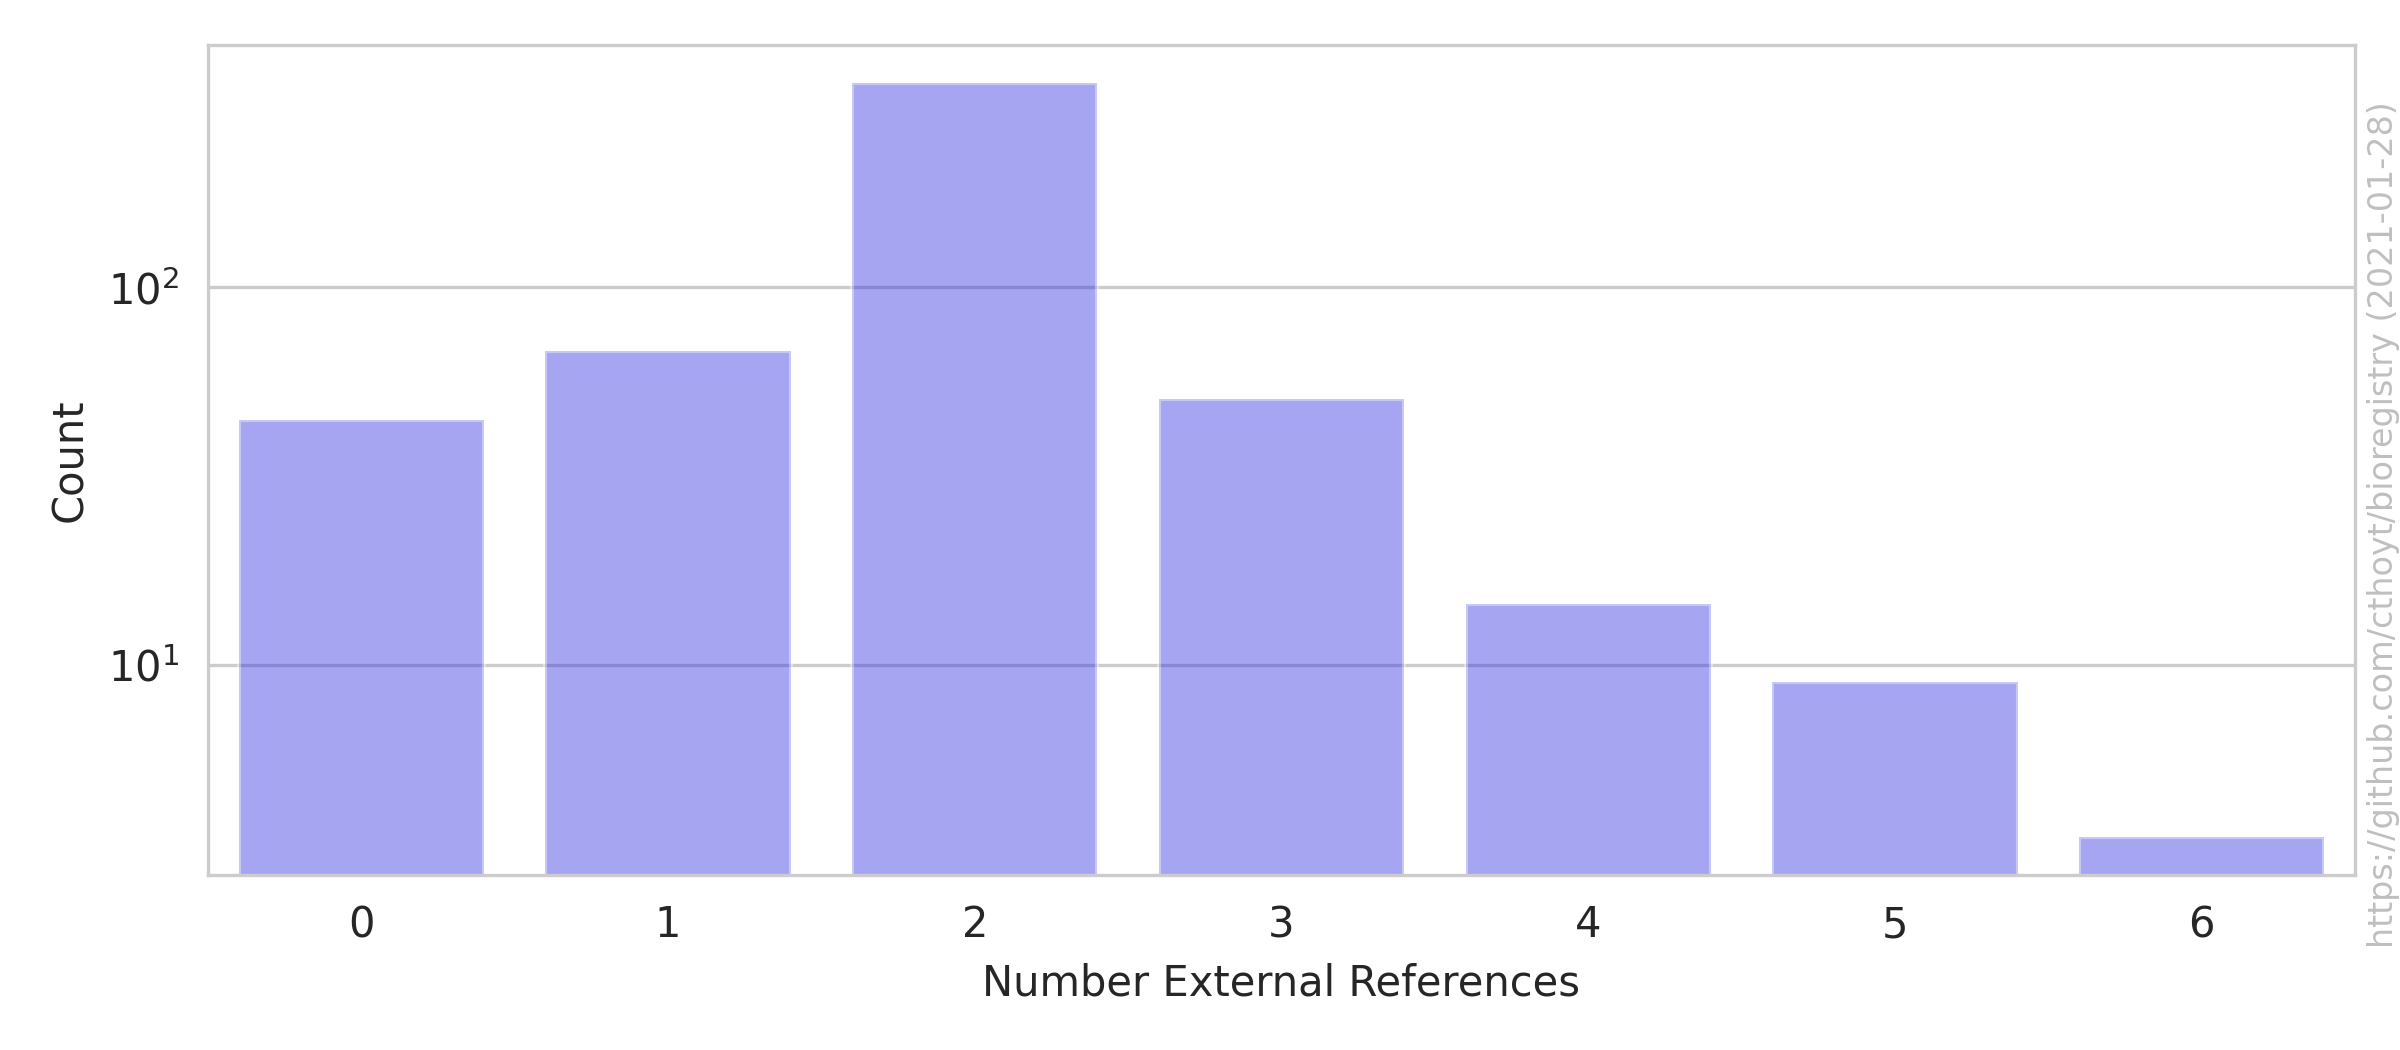 Count
10²
10¹
0 1 2 3 4 5 6
Number External References
https://github.com/cthoyt/bioregistry (2021-01-28)